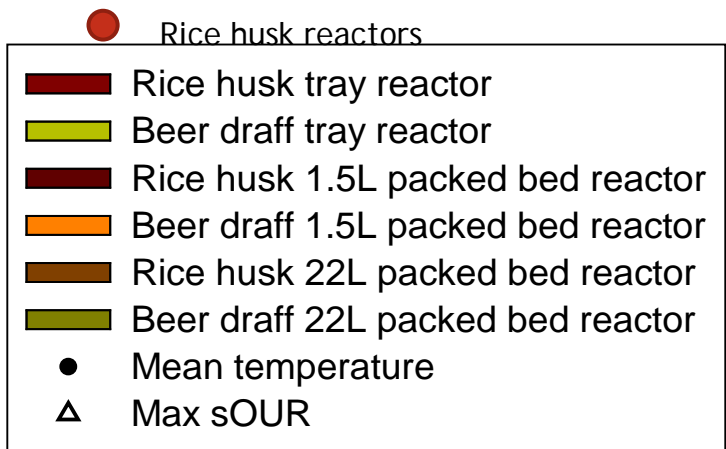 Rice husk reactors
Rice husk tray reactor
Beer draff tray reactor
Rice husk 1.5L packed bed reactor
Beer draff 1.5L packed bed reactor
Rice husk 22L packed bed reactor
Beer draff 22L packed bed reactor
Mean temperature
Max sOUR